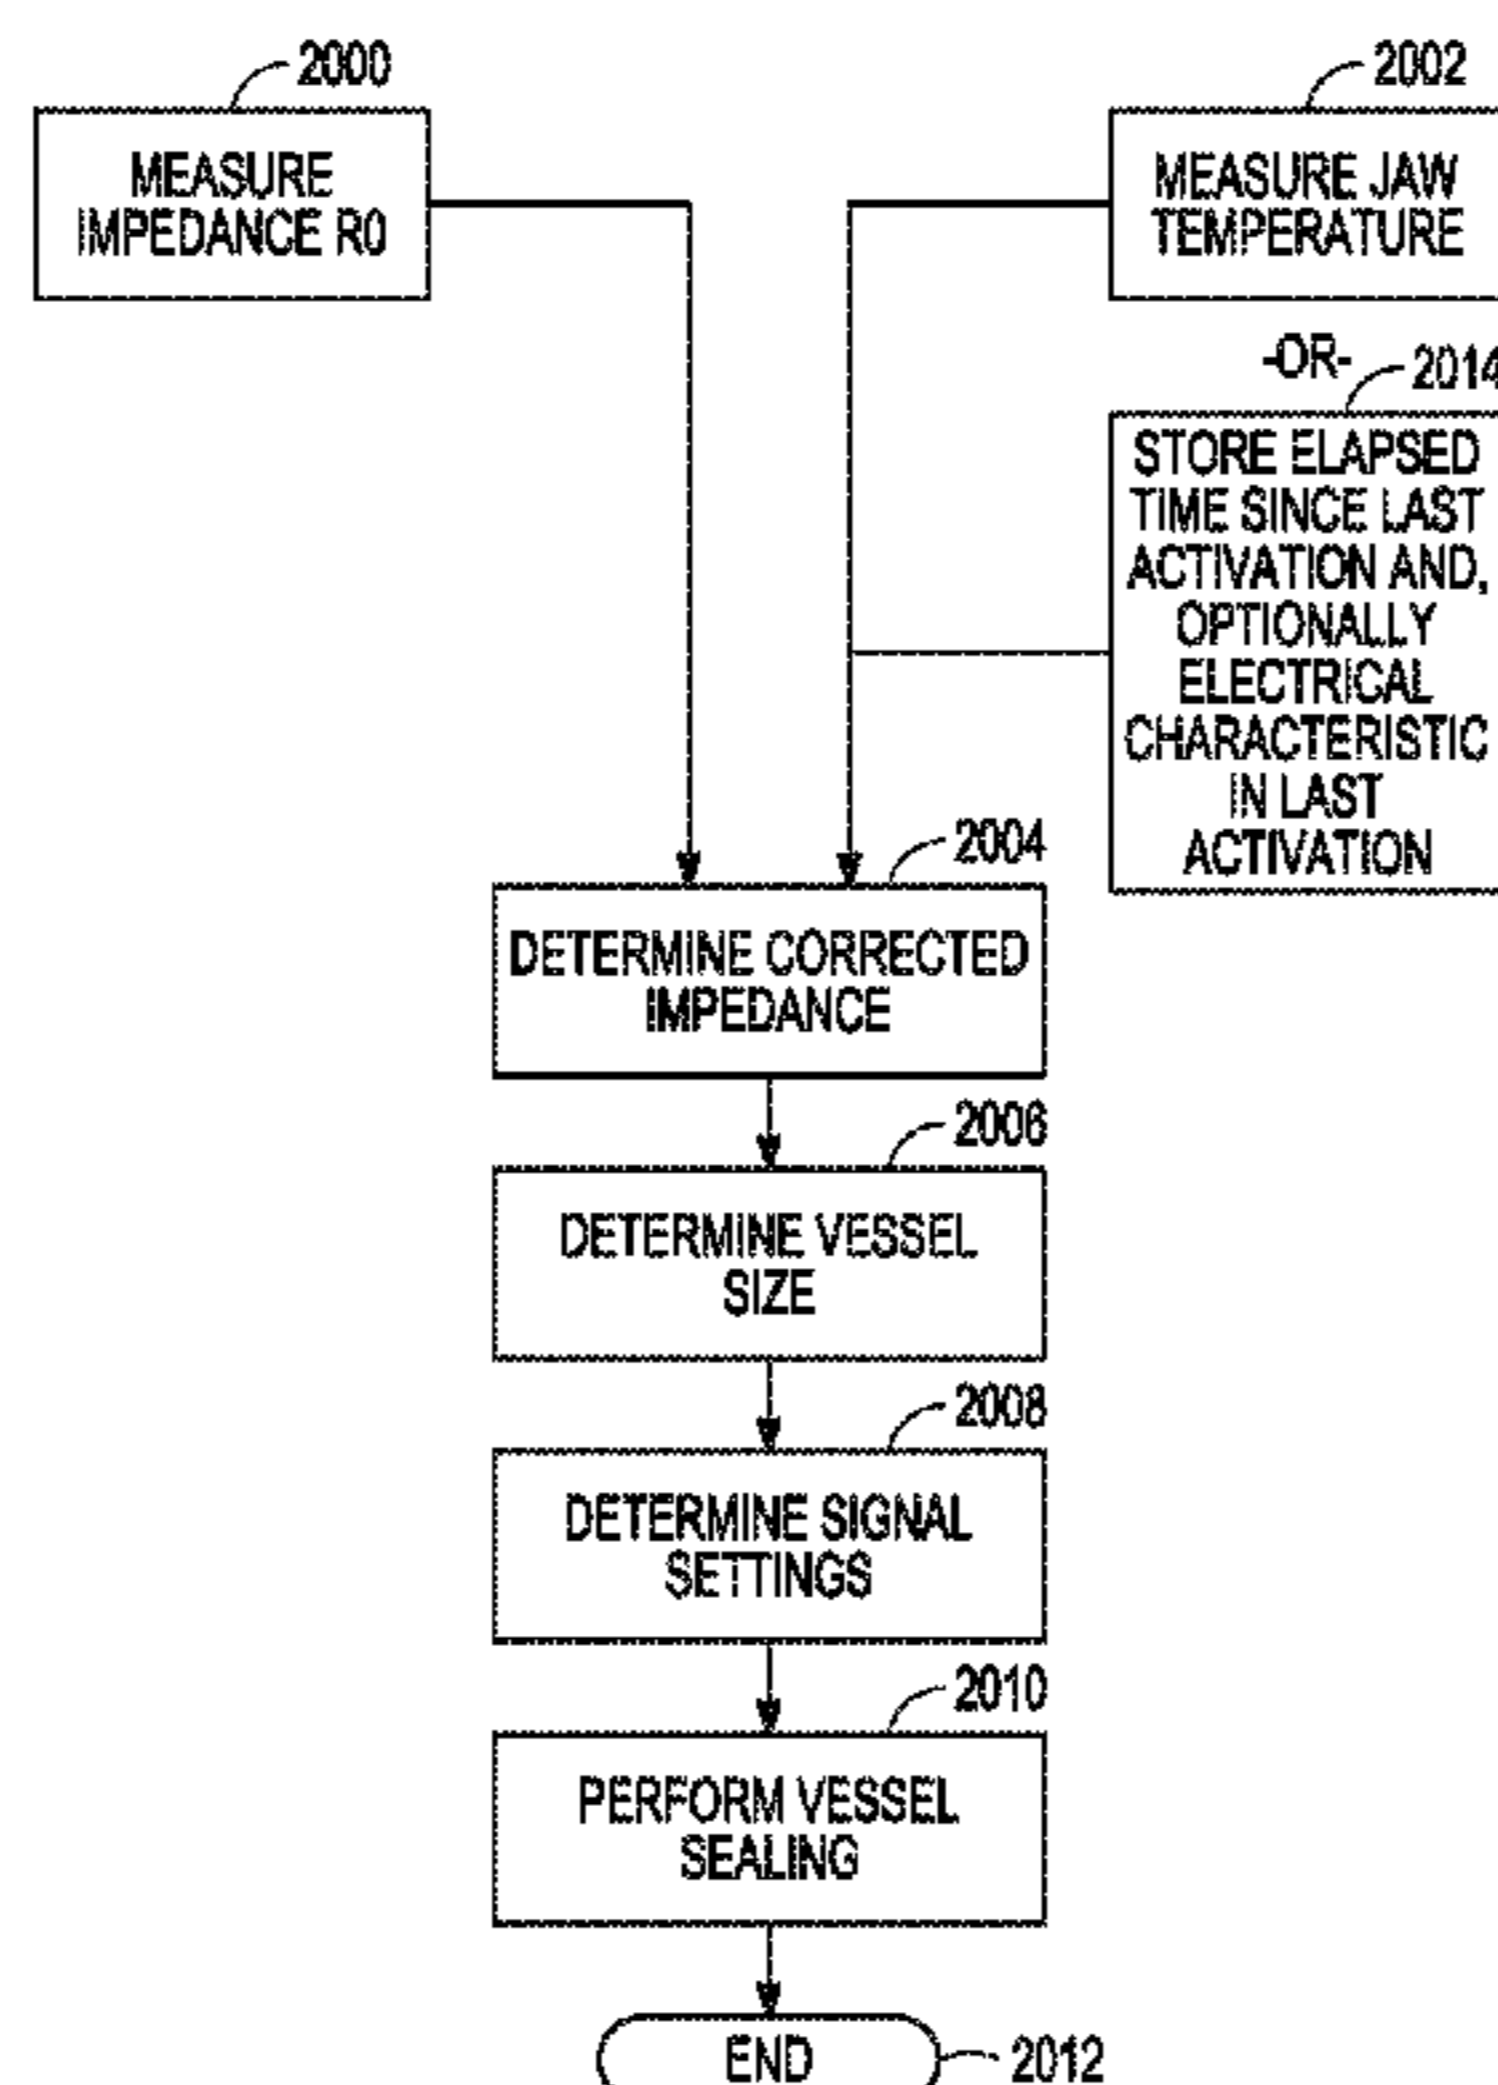 2000
MEASURE
IMPEDANCE R0
2002
MEASURE JAW
TEMPERATURE
-OR-
2014
STORE ELAPSED
TIME SINCE LAST
ACTIVATION AND,
OPTIONALLY
ELECTRICAL
CHARACTERISTIC
IN LAST
ACTIVATION
2004
DETERMINE CORRECTED
IMPEDANCE
2006
DETERMINE VESSEL
SIZE
2008
DETERMINE SIGNAL
SETTINGS
2010
PERFORM VESSEL
SEALING
END
2012